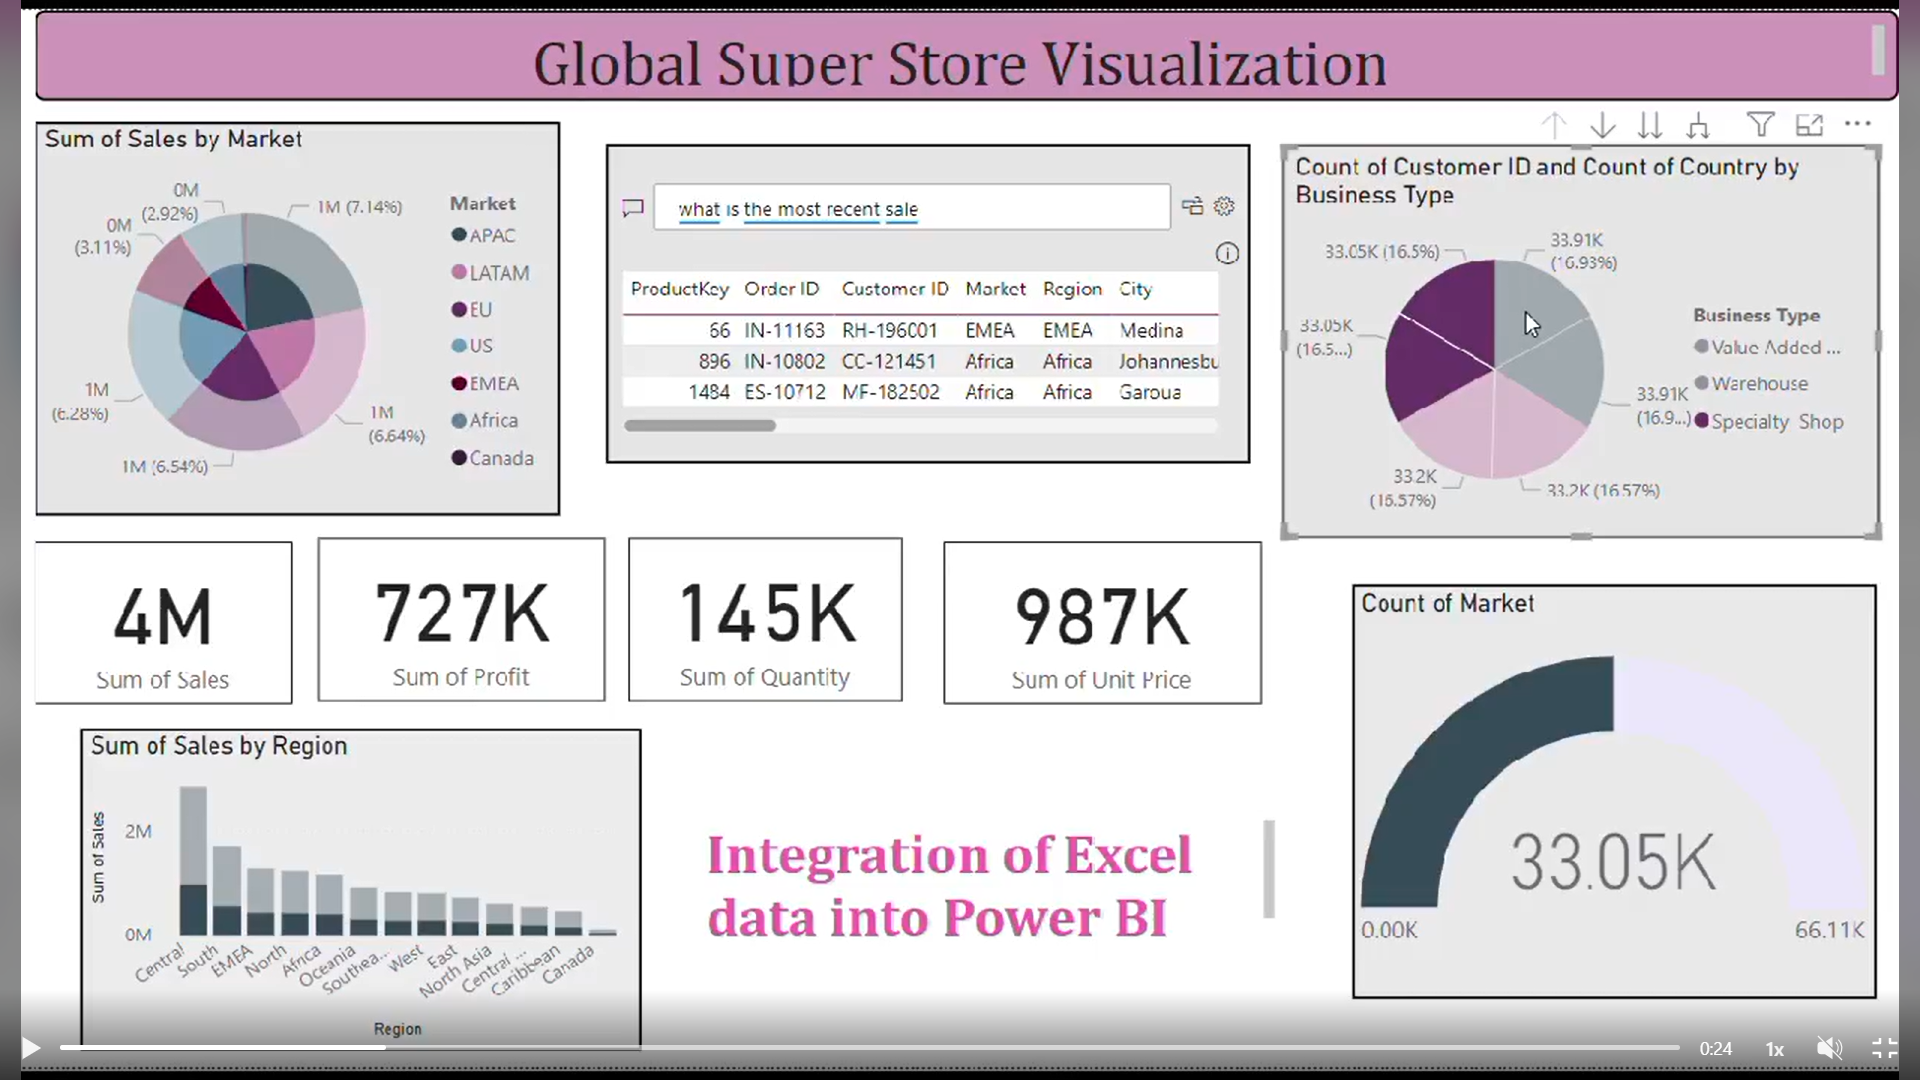 Global Super Store Visualization
Sum of Sales by Market
0M
(2.92%)
1M (7.14%)
0M
(3.11%)
1M
(6.28%)
1M
(6.64%)
1M (6.54%)
Market
APAC
LATAM
EU
US
EMEA
Africa
Canada
what is the most recent sale
ProductKey Order ID Customer ID Market Region City
66 IN-11163 RH-196001 EMEA EMEA Medina
896 IN-10802 CC-121451 Africa Africa Johannesbu
1484 ES-10712 MF-182502 Africa Africa Garoua
Count of Customer ID and Count of Country by
Business Type
33.05K (16.5%)
33.91K
(16.93%)
33.05K
(16.5...)
33.91K
(16.9...)
33.2K
(16.57%)
33.2K (16.57%)
Business Type
Value Added ...
Warehouse
Specialty Shop
4M
Sum of Sales
727K
Sum of Profit
145K
Sum of Quantity
987K
Sum of Unit Price
Sum of Sales by Region
Sum of Sales
2M
0M
Central
South
EMEA
North
Africa
Oceania
Southea...
West
East
North Asia
Central ...
Caribbean
Canada
Region
Integration of Excel
data into Power BI
Count of Market
33.05K
0.00K
66.11K
0:24
1x